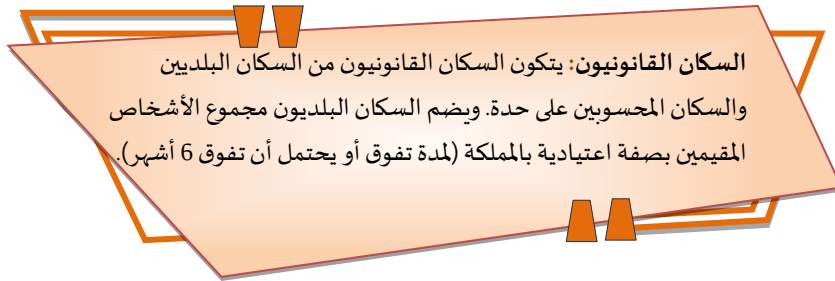 السكان القانونيون: يتكون السكان القانونيون من السكان البلديين
والسكان المحسوبين على حدة. ويضم السكان البلديون مجموع الأشخاص
المقيمين بصفة اعتيادية بالمملكة (لمدة تفوق أو يحتمل أن تفوق 6 أشهر).